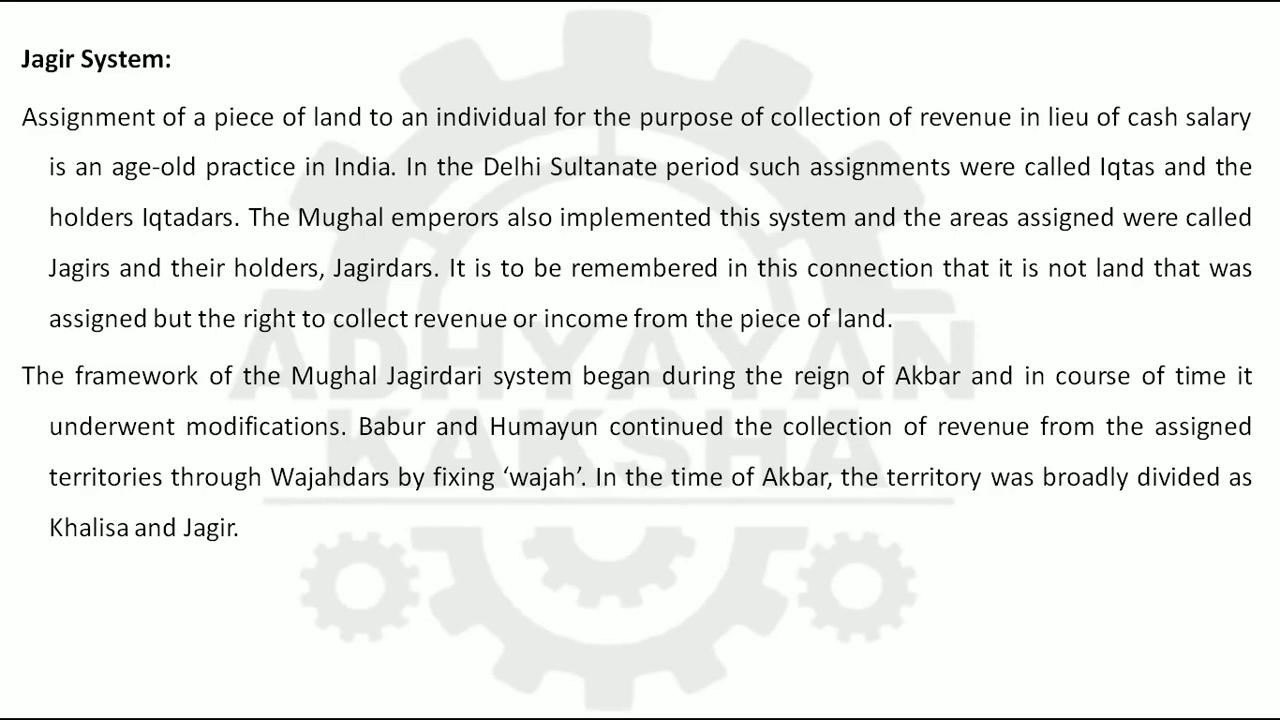 Jagir System:
Assignment of a piece of land to an individual for the purpose of collection of revenue in lieu of cash salary
is an age-old practice in India. In the Delhi Sultanate period such assignments were called Iqtas and the
holders Iqtadars. The Mughal emperors also implemented this system and the areas assigned were called
Jagirs and their holders, Jagirdars. It is to be remembered in this connection that it is not land that was
assigned but the right to collect revenue or income from the piece of land.
The framework of the Mughal Jagirdari system began during the reign of Akbar and in course of time it
underwent modifications. Babur and Humayun continued the collection of revenue from the assigned
territories through Wajahdars by fixing ‘wajah’. In the time of Akbar, the territory was broadly divided as
Khalisa and Jagir.
ADHYAYAN
KAKSHA